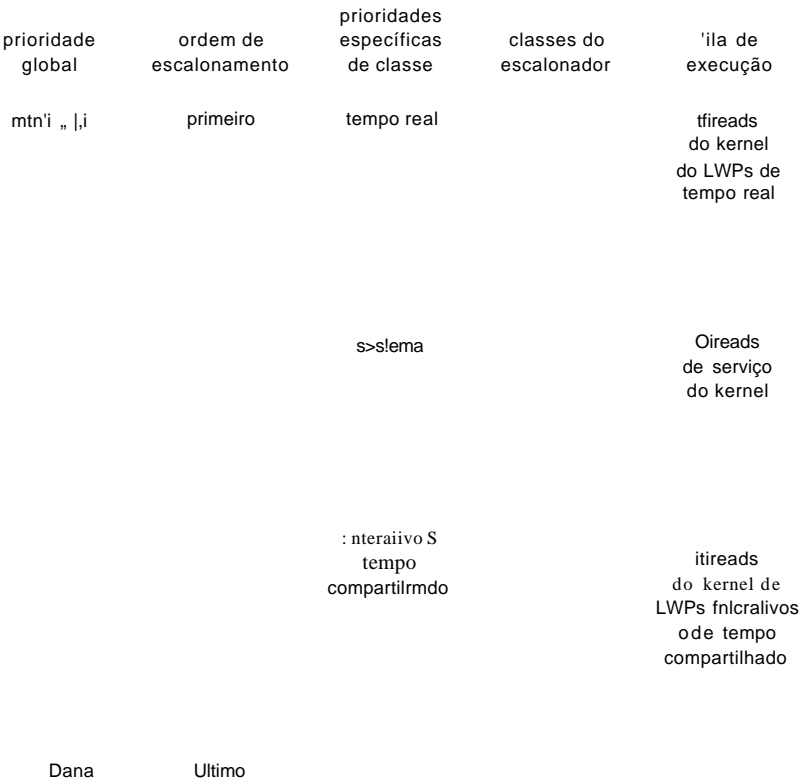 prioridade global
ordem de escalonamento
prioridades específicas de classe
classes do escalonador
'ila de execução
mtn'i „ |,i
primeiro
tempo real
tfireads
do kernel
do LWPs de
tempo real
s>s!ema
Oireads
de serviço
do kernel
: nteraiivo S
tempo
compartilrmdo
itireads
do kernel de
LWPs fnlcralivos
ode tempo
compartilhado
Dana
Ultimo